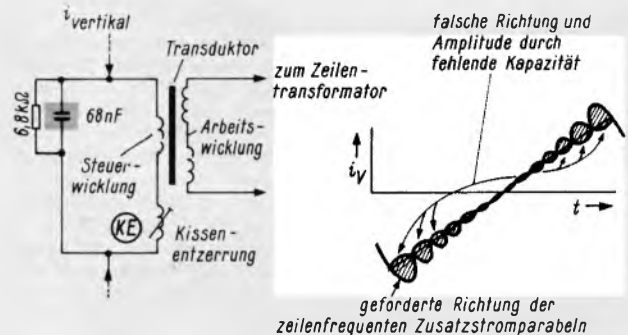 i vertikal
Transduktor
6,8kΩ
68nF
Steuer-
wicklung
Arbeits-
wicklung
KE
Kissen-
entzerrung
zum Zeilen-
transformator
falsche Richtung und
Amplitude durch
fehlende Kapazität
iV
t
geforderte Richtung der
zeilenfrequenten Zusatzstromparabeln